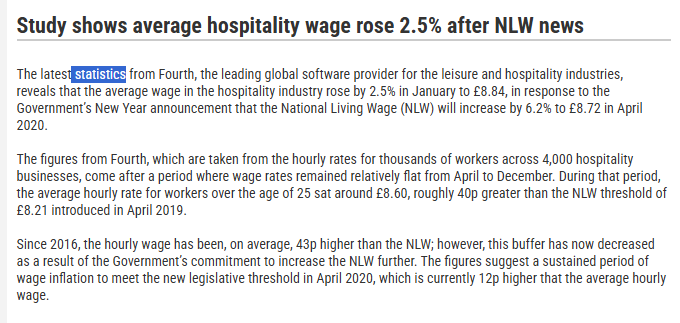 Study shows average hospitality wage rose 2.5% after NLW news
The latest statistics from Fourth, the leading global software provider for the leisure and hospitality industries,
reveals that the average wage in the hospitality industry rose by 2.5% in January to £8.84, in response to the
Government's New Year announcement that the National Living Wage (NLW) will increase by 6.2% to £8.72 in April
2020.
The figures from Fourth, which are taken from the hourly rates for thousands of workers across 4,000 hospitality
businesses, come after a period where wage rates remained relatively flat from April to December. During that period,
the average hourly rate for workers over the age of 25 sat around £8.60, roughly 40p greater than the NLW threshold of
£8.21 introduced in April 2019.
Since 2016, the hourly wage has been, on average, 43p higher than the NLW; however, this buffer has now decreased
as a result of the Government's commitment to increase the NLW further. The figures suggest a sustained period of
wage inflation to meet the new legislative threshold in April 2020, which is currently 12p higher that the average hourly
wage.